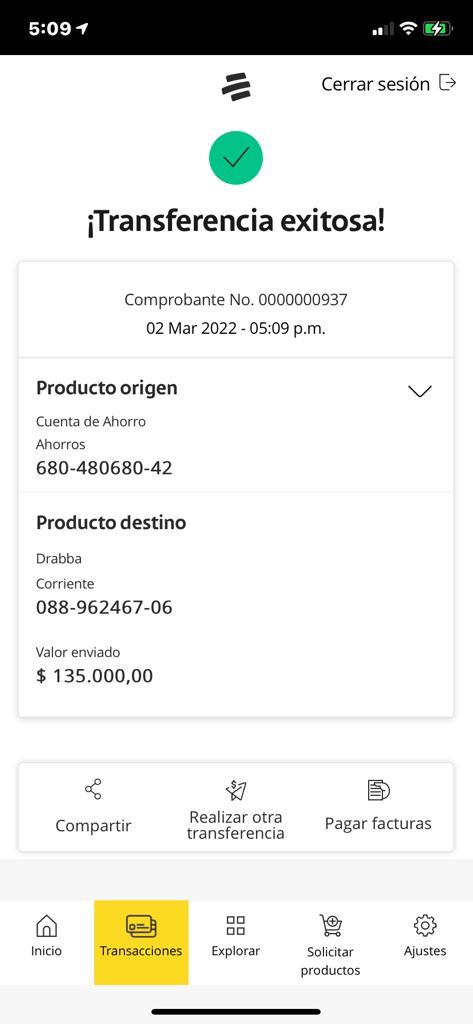 5:09
Cerrar sesión
¡Transferencia exitosa!
Comprobante No. 0000000937
02 Mar 2022 - 05:09 p.m.
Producto origen
Cuenta de Ahorro
Ahorros
680-480680-42
Producto destino
Drabba
Corriente
088-962467-06
Valor enviado
$ 135.000,00
Compartir
Realizar otra
transferencia
Pagar facturas
Inicio
Transacciones
Explorar
Solicitar
productos
Ajustes